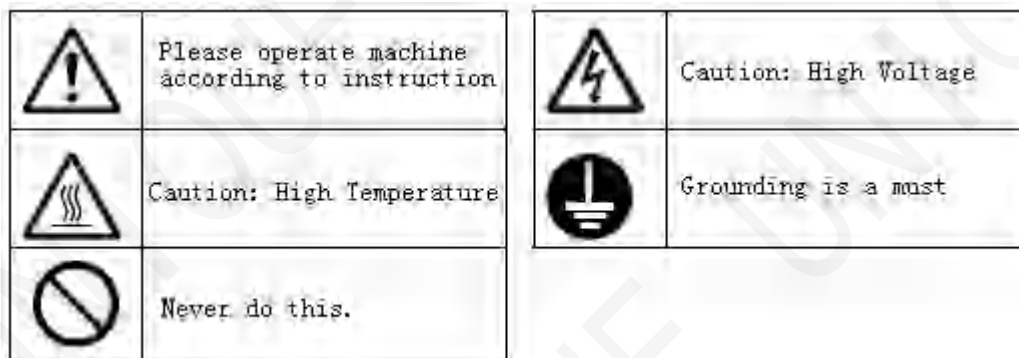 Please operate machine
according to instruction
Caution: High Temperature
Never do this.
Caution: High Voltage
Grounding is a must